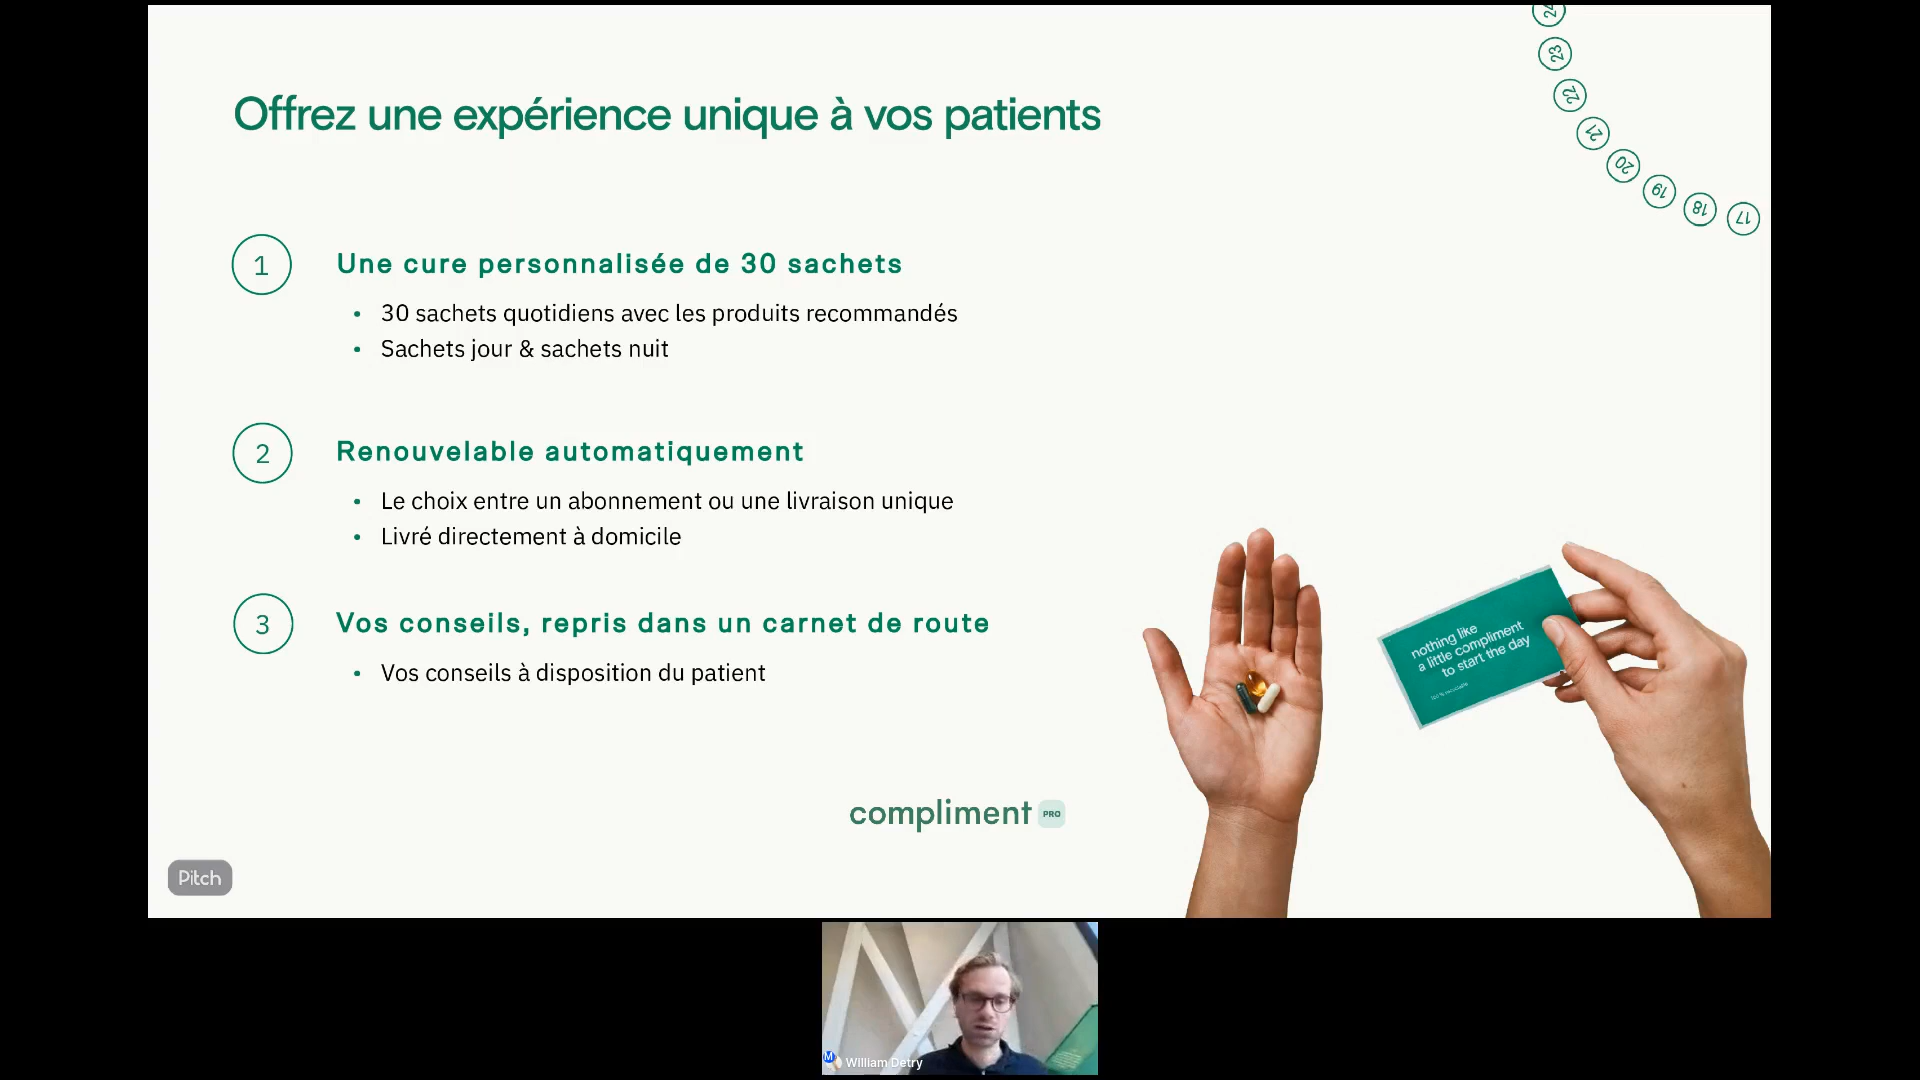 24
23
22
21
20
19
18
17
Offrez une expérience unique à vos patients
1
Une cure personnalisée de 30 sachets
• 30 sachets quotidiens avec les produits recommandés
• Sachets jour & sachets nuit
2
Renouvelable automatiquement
• Le choix entre un abonnement ou une livraison unique
• Livré directement à domicile
3
Vos conseils, repris dans un carnet de route
• Vos conseils à disposition du patient
nothing like
a little compliment
to start the day
compliment PRO
Pitch
M
William Detry